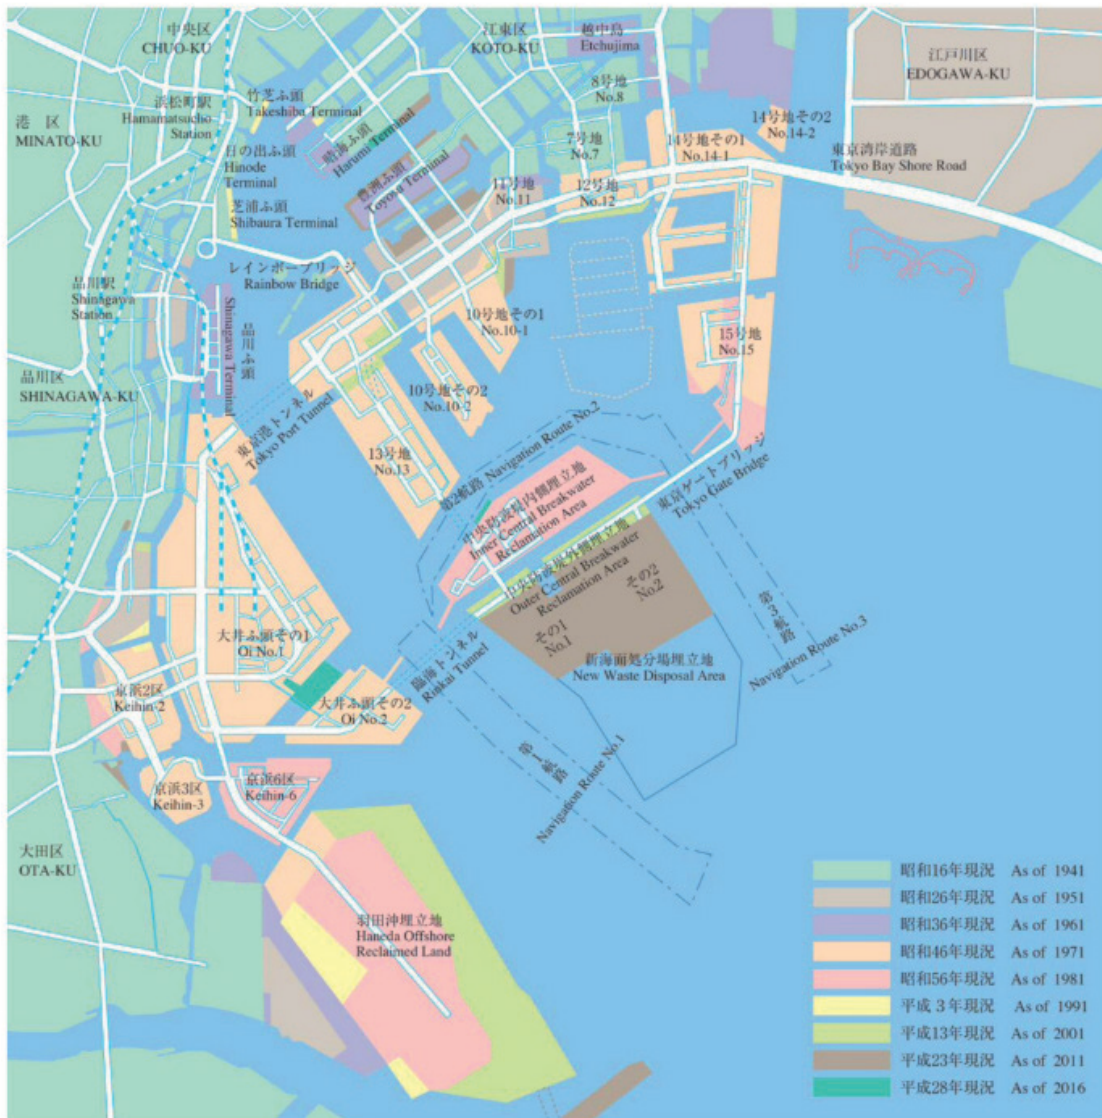 中央区
CHUO-KU
江東区
KOTO-KU
越中島
Etchujima
江戸川区
EDOGAWA-KU
8号地
No.8
浜松町駅
Hamamatsucho
Station
竹芝ふ頭
Takeshiba Terminal
港 区
MINATO-KU
晴海ふ頭
Harumi Terminal
14号地その2
No.14-2
14号地その1
No.14-1
7号地
No.7
日の出ふ頭
Hinode
Terminal
豊洲ふ頭
Toyosu Terminal
東京湾岸道路
Tokyo Bay Shore Road
11号地
No.11
12号地
No.12
芝浦ふ頭
Shibaura Terminal
レインボーブリッジ
Rainbow Bridge
品川駅
Shinagawa
Station
品川ふ頭
Shinagawa Terminal
10号地その1
No.10-1
15号地
No.15
品川区
SHINAGAWA-KU
10号地その2
No.10-2
東京港トンネル
Tokyo Port Tunnel
13号地
No.13
第2航路 Navigation Route No.2
中央防波堤内側埋立地
Inner Central Breakwater
Reclamation Area
東京ゲートブリッジ
Tokyo Gate Bridge
中央防波堤外側埋立地
Outer Central Breakwater
Reclamation Area
その2
No.2
その1
No.1
第3航路
Navigation Route No.3
大井ふ頭その1
Oi No.1
臨海トンネル
Rinkai Tunnel
新海面処分場埋立地
New Waste Disposal Area
京浜2区
Keihin-2
大井ふ頭その2
Oi No.2
第1航路
Navigation Route No.1
京浜3区
Keihin-3
京浜6区
Keihin-6
大田区
OTA-KU
羽田沖埋立地
Haneda Offshore
Reclaimed Land
昭和16年現況 As of 1941
昭和26年現況 As of 1951
昭和36年現況 As of 1961
昭和46年現況 As of 1971
昭和56年現況 As of 1981
平成 3年現況 As of 1991
平成13年現況 As of 2001
平成23年現況 As of 2011
平成28年現況 As of 2016